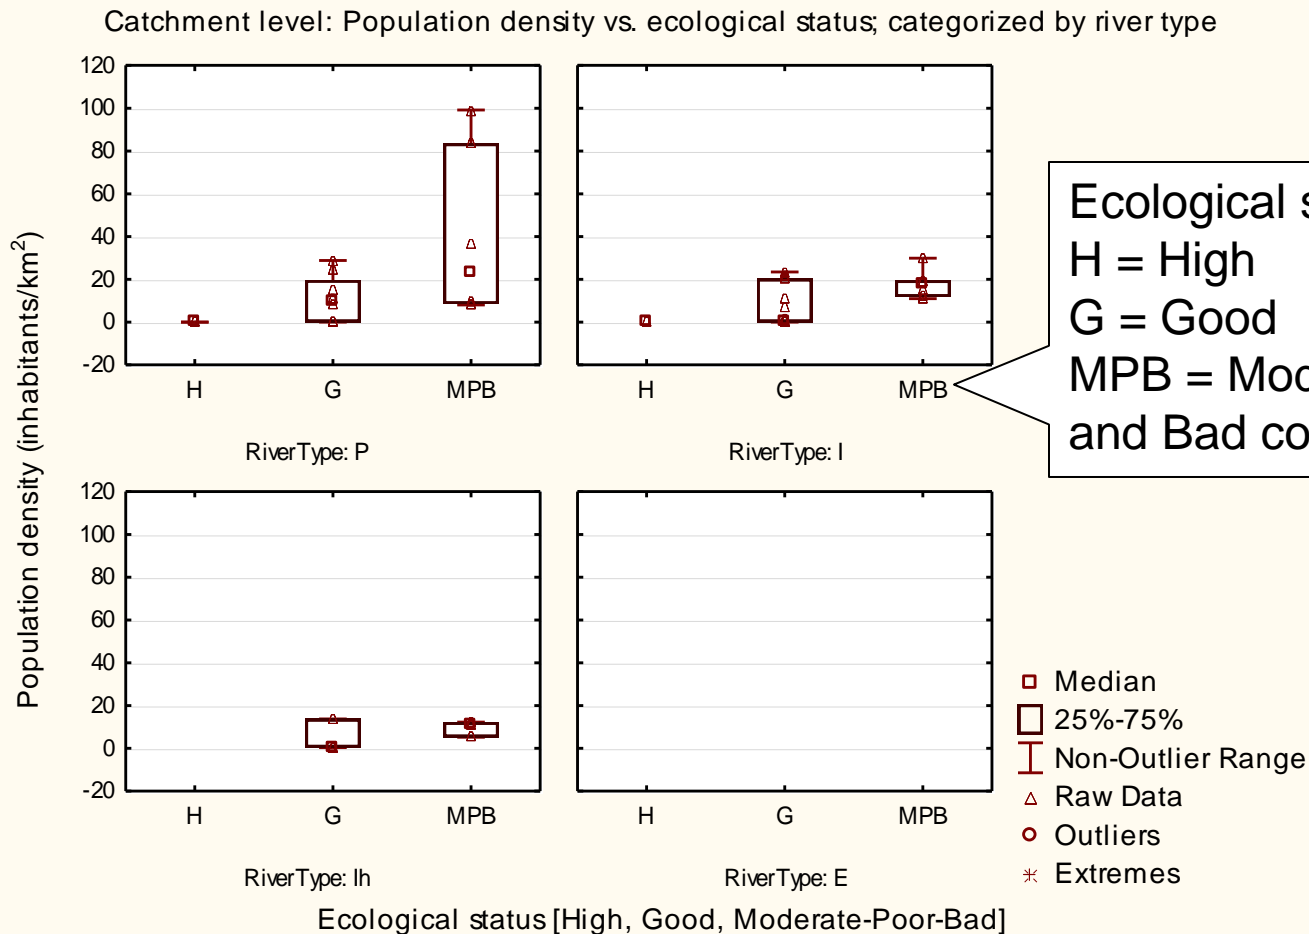 Catchment level: Population density vs. ecological status; categorized by river type
Population density (inhabitants/km²)
120
100
80
60
40
20
0
-20
H G MPB
RiverType: P
H G MPB
RiverType: I
Ecological
H = High
G = Good
MPB =
and Bad
120
100
80
60
40
20
0
-20
H G MPB
RiverType: Ih
H G MPB
RiverType: E
Median
25%-75%
Non-Outlier Range
Raw Data
Outliers
Extremes
Ecological status [High, Good, Moderate-Poor-Bad]